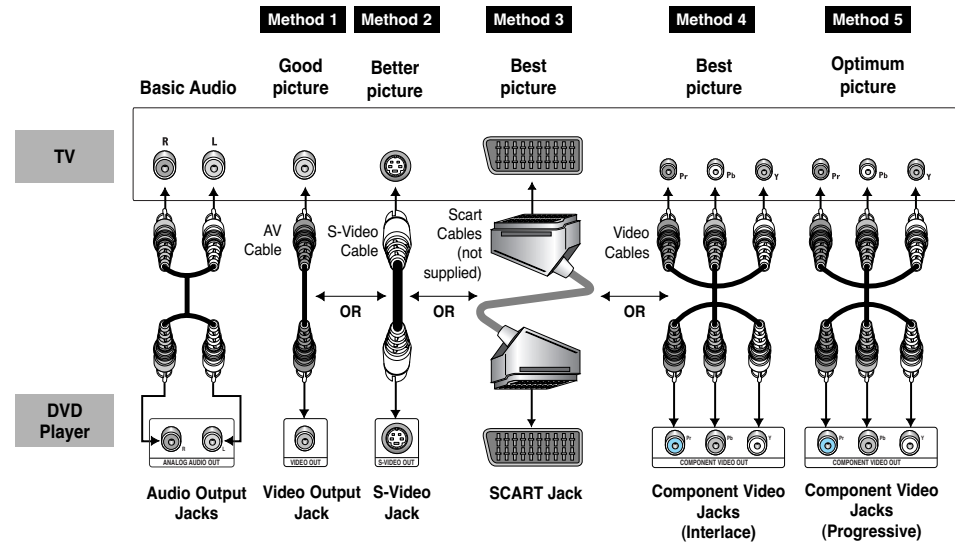 Method 1
Method 2
Method 3
Method 4
Method 5
Basic Audio
Good
picture
Better
picture
Best
picture
Best
picture
Optimum
picture
TV
R
L
Pr
Pb
Y
Pr
Pb
Y
AV
Cable
S-Video
Cable
Scart
Cables
(not
supplied)
Video
Cables
OR
OR
OR
DVD
Player
R
L
ANALOG AUDIO OUT
VIDEO OUT
S-VIDEO OUT
Pr
Pb
Y
COMPONENT VIDEO OUT
Pr
Pb
Y
COMPONENT VIDEO OUT
Audio Output
Jacks
Video Output
Jack
S-Video
Jack
SCART Jack
Component Video
Jacks
(Interlace)
Component Video
Jacks
(Progressive)